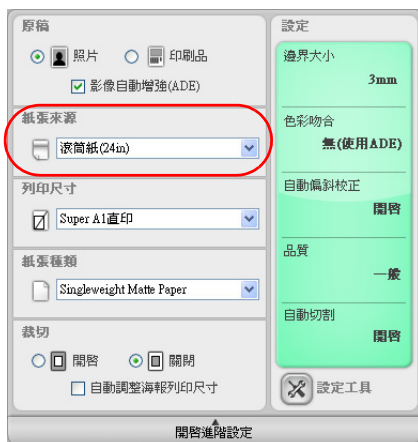 原稿
照片
印刷品
影像自動增強(ADE)
紙張來源
滾筒紙(24in)
列印尺寸
Super A1直印
紙張種類
Singleweight Matte Paper
裁切
開啓
關閉
自動調整海報列印尺寸
設定
邊界大小
3mm
色彩吻合
無(使用ADE)
自動偏斜校正
開啓
品質
一般
自動切割
開啓
設定工具
開啓進階設定